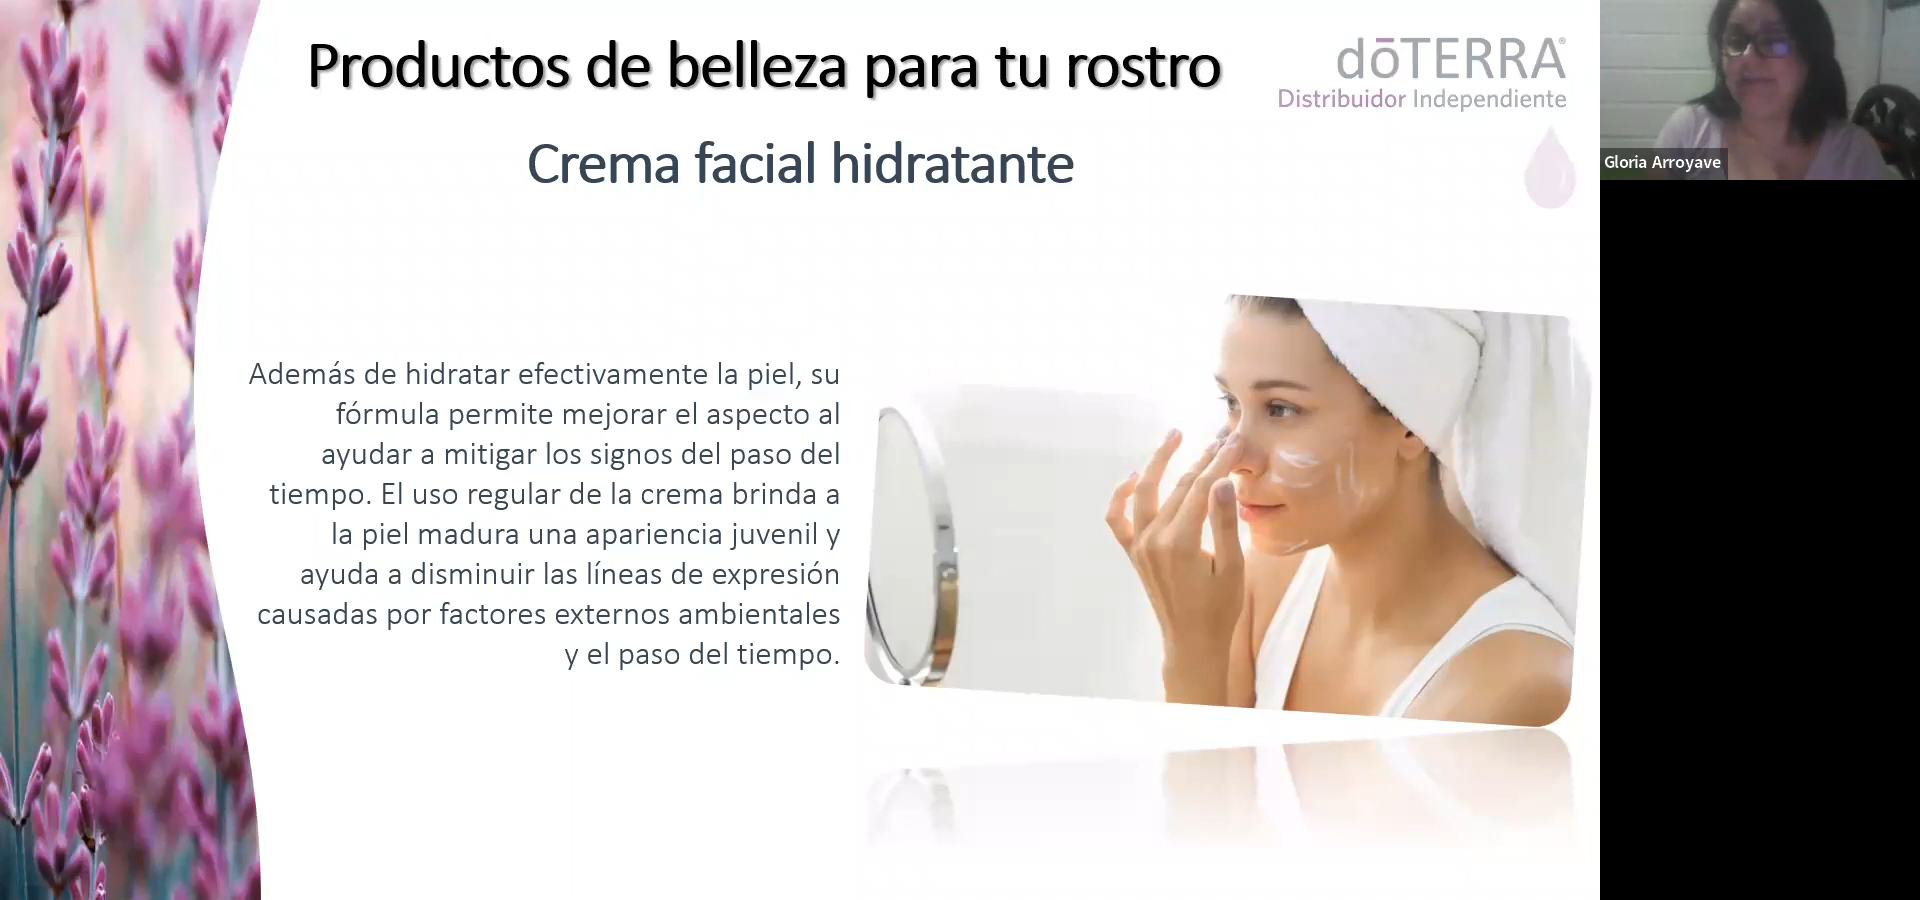 Productos de belleza para tu rostro
dōTERRA®
Distribuidor Independiente
Crema facial hidratante
Gloria Arroyave
Además de hidratar efectivamente la piel, su
fórmula permite mejorar el aspecto al
ayudar a mitigar los signos del paso del
tiempo. El uso regular de la crema brinda a
la piel madura una apariencia juvenil y
ayuda a disminuir las líneas de expresión
causadas por factores externos ambientales
y el paso del tiempo.